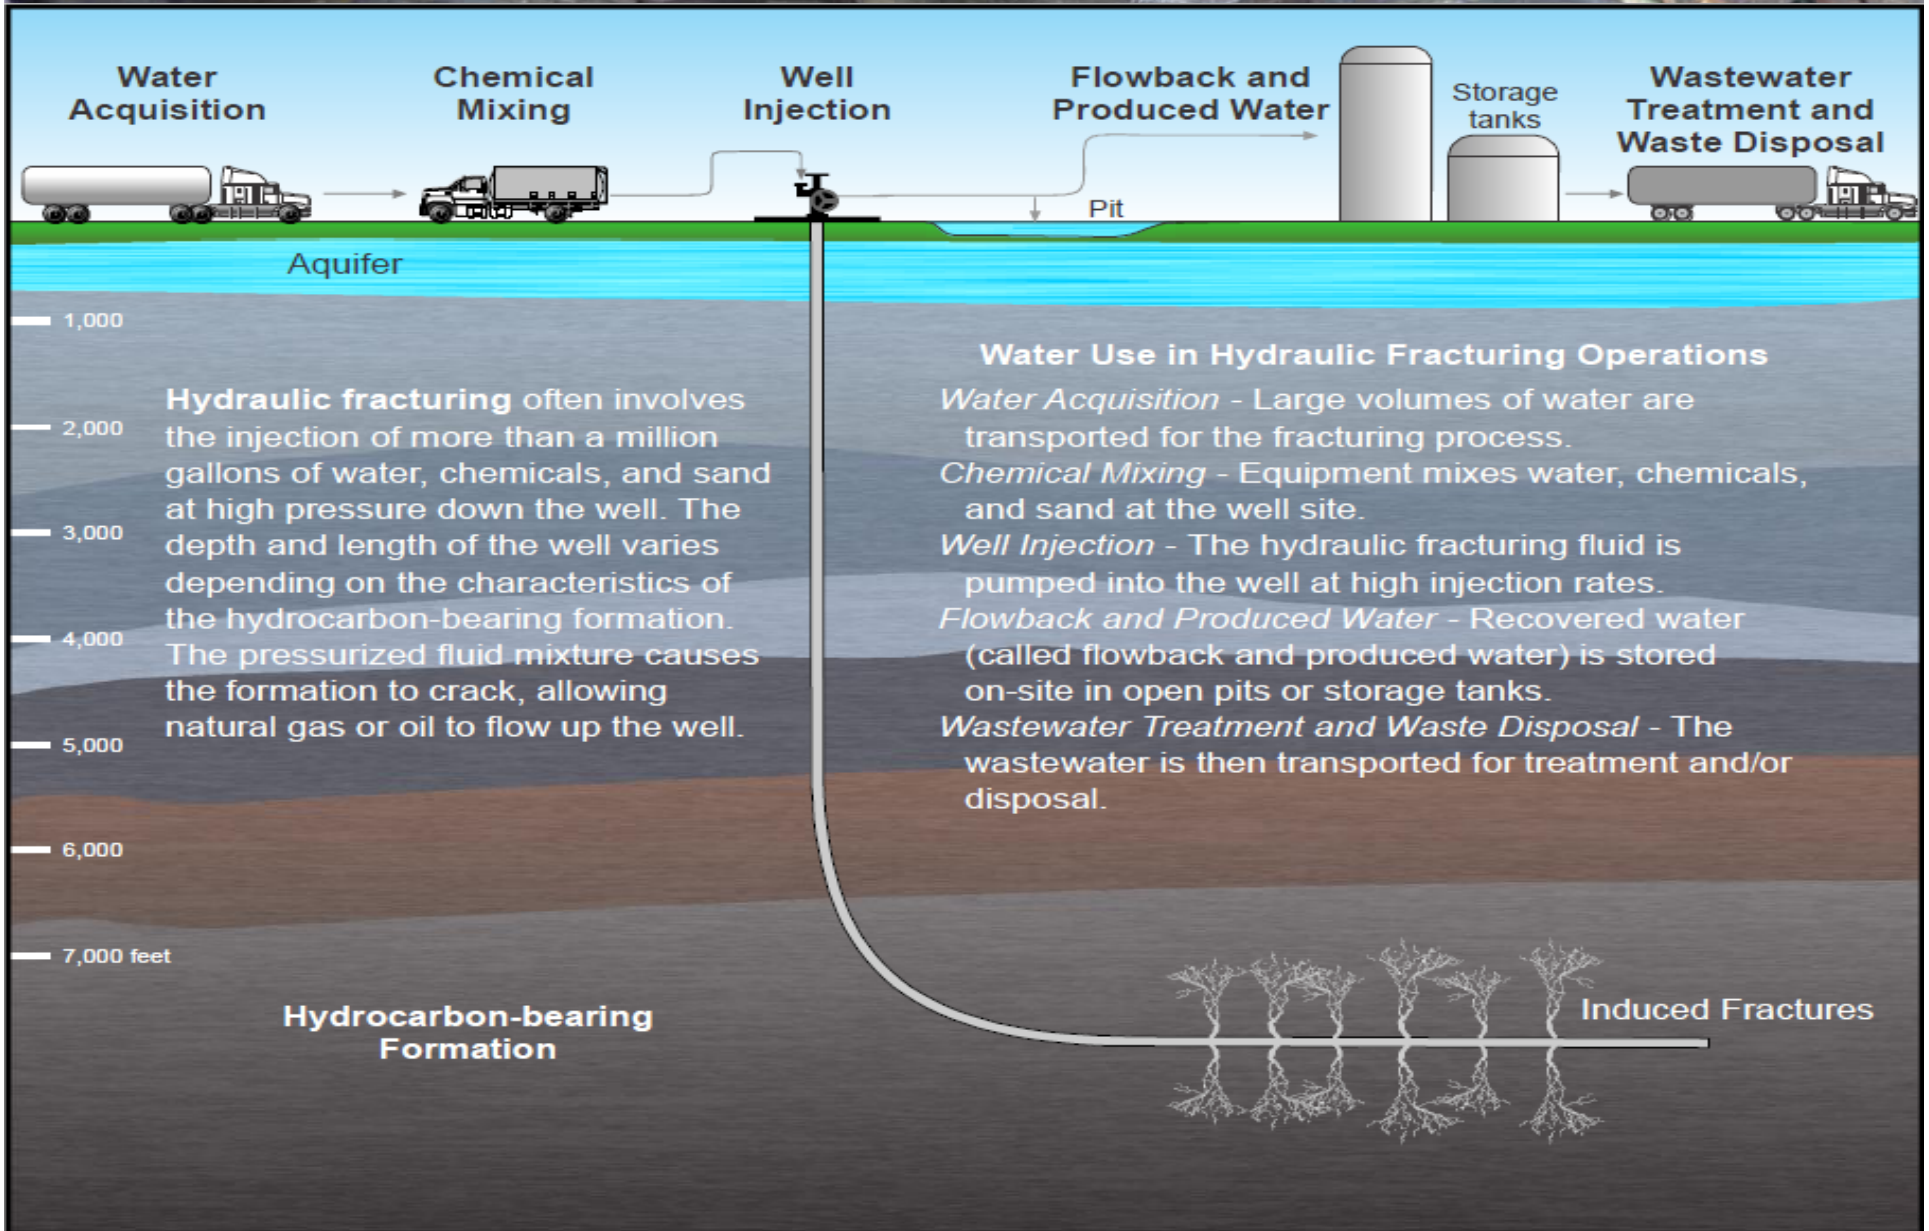 Water
Acquisition
Chemical
Mixing
Well
Injection
Flowback and
Produced Water
Storage
tanks
Wastewater
Treatment and
Waste Disposal
Pit
Aquifer
1,000
2,000
3,000
4,000
5,000
6,000
7,000 feet
Hydraulic fracturing often involves
the injection of more than a million
gallons of water, chemicals, and sand
at high pressure down the well. The
depth and length of the well varies
depending on the characteristics of
the hydrocarbon-bearing formation.
The pressurized fluid mixture causes
the formation to crack, allowing
natural gas or oil to flow up the well.
Water Use in Hydraulic Fracturing Operations
Water Acquisition - Large volumes of water are
transported for the fracturing process.
Chemical Mixing - Equipment mixes water, chemicals,
and sand at the well site.
Well Injection - The hydraulic fracturing fluid is
pumped into the well at high injection rates.
Flowback and Produced Water - Recovered water
(called flowback and produced water) is stored
on-site in open pits or storage tanks.
Wastewater Treatment and Waste Disposal - The
wastewater is then transported for treatment and/or
disposal.
Hydrocarbon-bearing
Formation
Induced Fractures